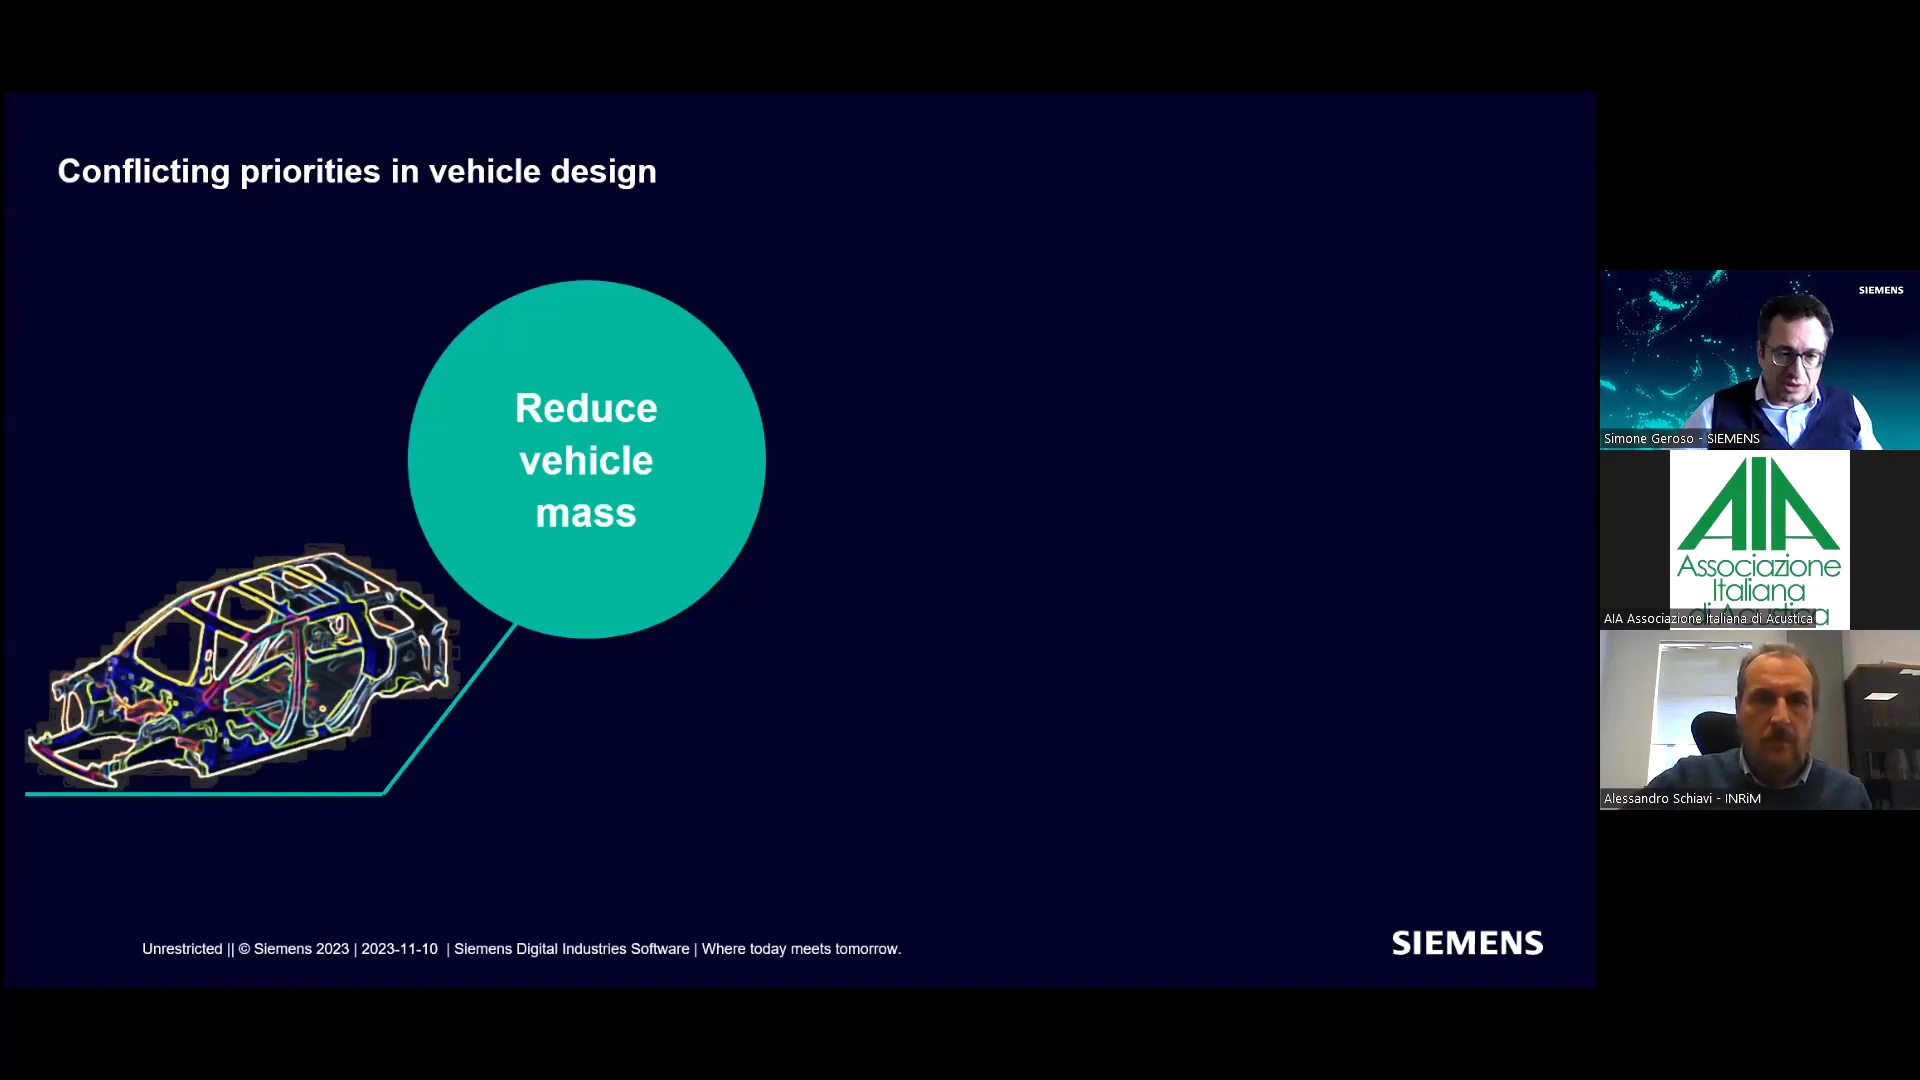 Conflicting priorities in vehicle design
Reduce
vehicle
mass
Unrestricted || © Siemens 2023 | 2023-11-10 | Siemens Digital Industries Software | Where today meets tomorrow.
SIEMENS
SIEMENS
Simone Geroso - SIEMENS
AIA
Associazione
Italiana
di Acustica
AIA Associazione Italiana di Acustica
Alessandro Schiavi - INRiM